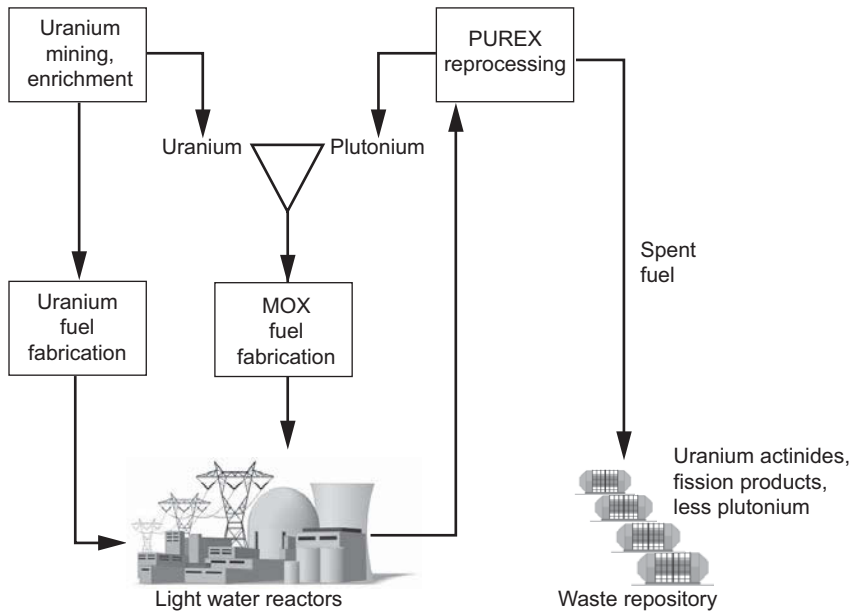 Uranium
mining,
enrichment
PUREX
reprocessing
Uranium
Plutonium
Spent
fuel
Uranium
fuel
fabrication
MOX
fuel
fabrication
Uranium actinides,
fission products,
less plutonium
Light water reactors
Waste repository